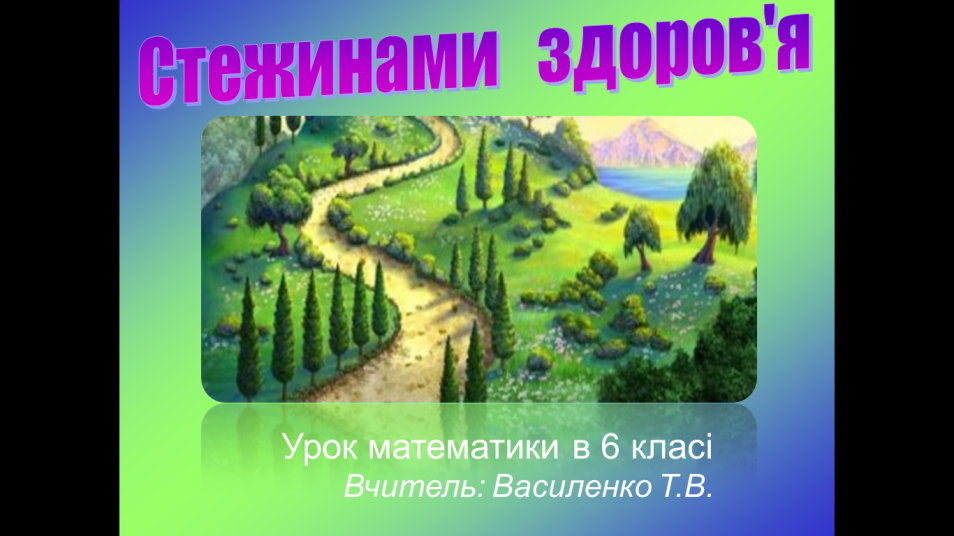 Стежинами здоров'я
Урок математики в 6 класі
Вчитель: Василенко Т.В.